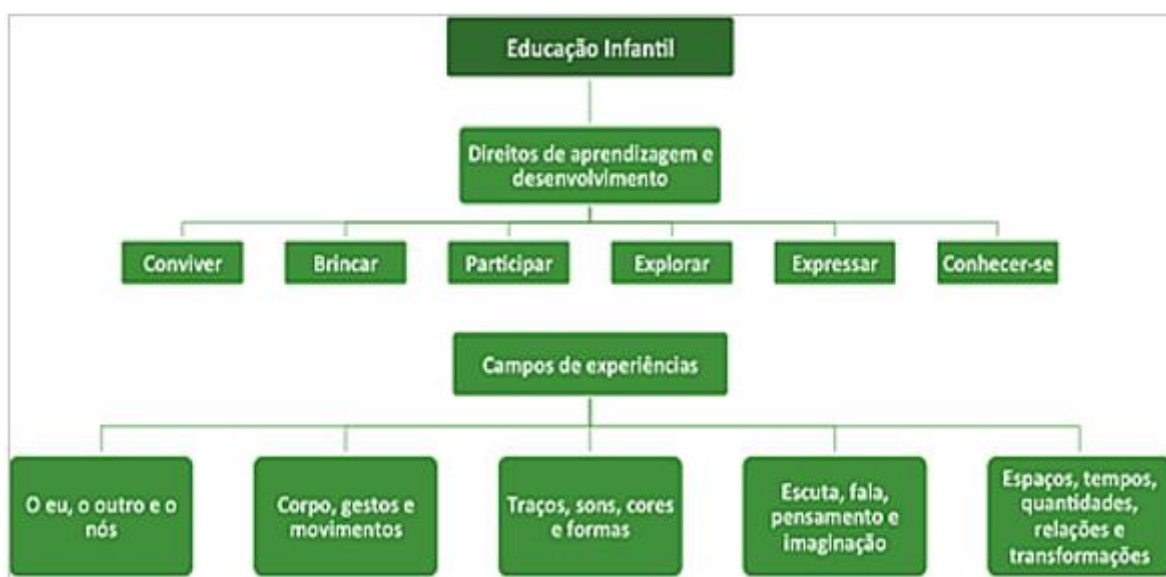 Educação Infantil
Direitos de aprendizagem e
desenvolvimento
Conviver
Brincar
Participar
Explorar
Expressar
Conhecer-se
Campos de experiências
O eu, o outro e o
nós
Corpo, gestos e
movimentos
Traços, sons, cores
e formas
Escuta, fala,
pensamento e
imaginação
Espaços, tempos,
quantidades,
relações e
transformações